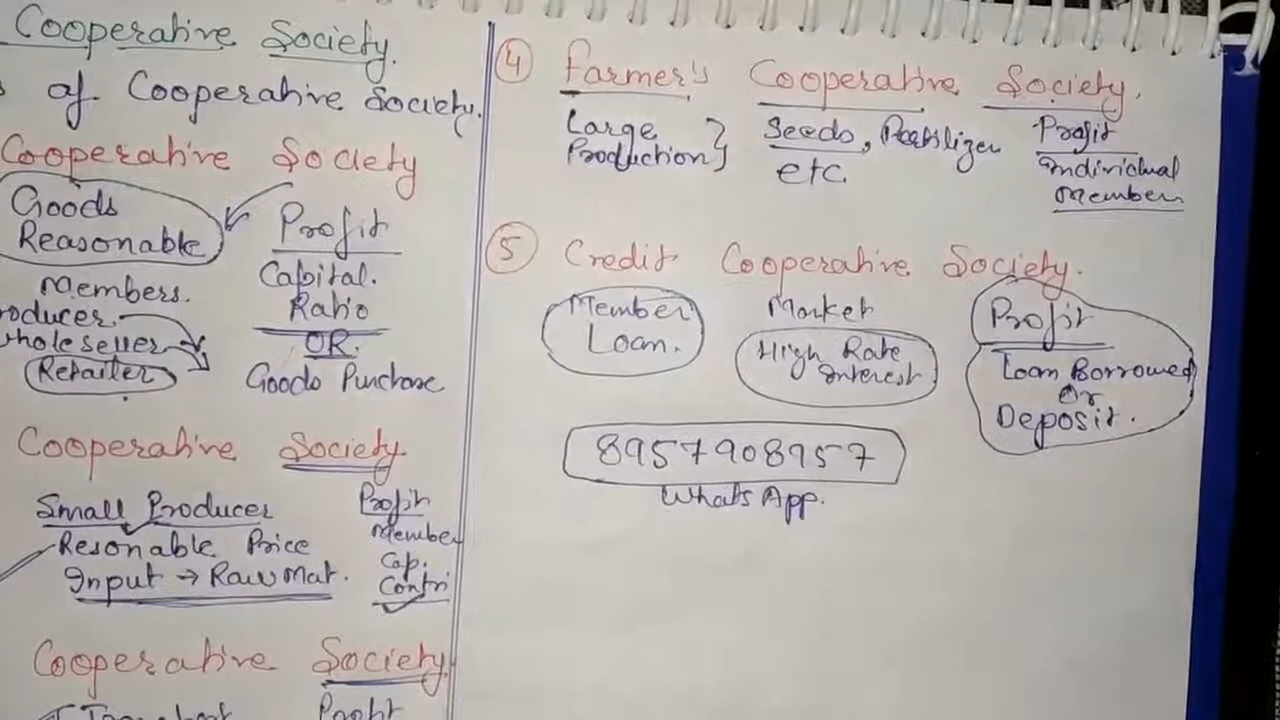 Cooperative Society.
of Cooperative Society.
Cooperative Society
Goods
Reasonable
Members.
oducer
holeseller
Retailer
Profit
Capital.
Ratio
OR.
Goods Purchase
Cooperative Society
Small Producer
Resonable Price
Input → Raw Mat.
Profit
Member
Cap.
Contri
Cooperative Society
Profit
4 Farmer's Cooperative Society.
Large
Production }
Seeds,
etc.
Profit
Individual
Member
5 Credit Cooperative Society.
Member
Loan.
Market
High Rate
Interest
Profit
Loan Borrowed
Or
Deposit.
8957908957
WhatsApp.